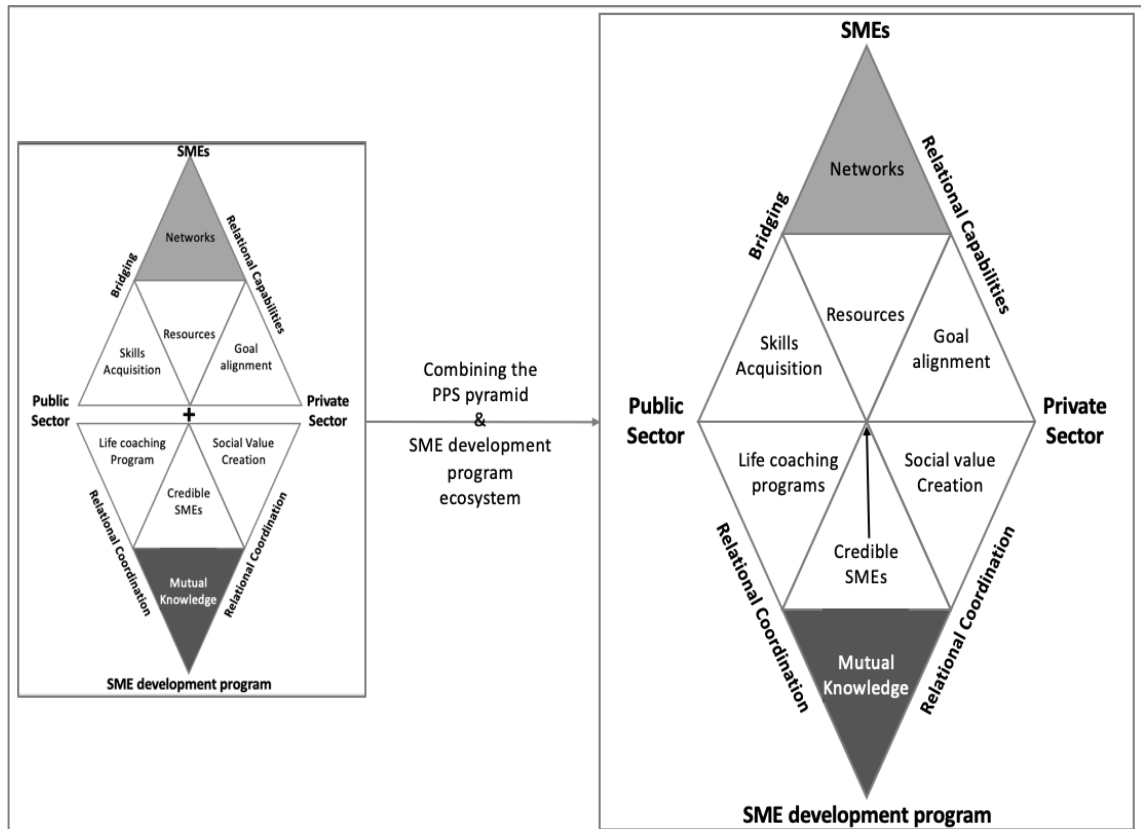 SMEs
Networks
Bridging
Relational Capabilities
Resources
Skills
Acquisition
Goal
alignment
Public
Sector
+
Private
Sector
Life coaching
Program
Social Value
Creation
Credible
SMEs
Relational Coordination
Relational Coordination
Mutual
Knowledge
SME development program
Combining the
PPS pyramid
&
SME development
program
ecosystem
SMEs
Networks
Bridging
Relational Capabilities
Resources
Skills
Acquisition
Goal
alignment
Public
Sector
Private
Sector
Life coaching
programs
Social value
Creation
Credible
SMEs
Relational Coordination
Relational Coordination
Mutual
Knowledge
SME development program